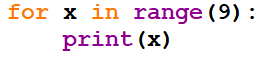 for x in range(9):
    print(x)